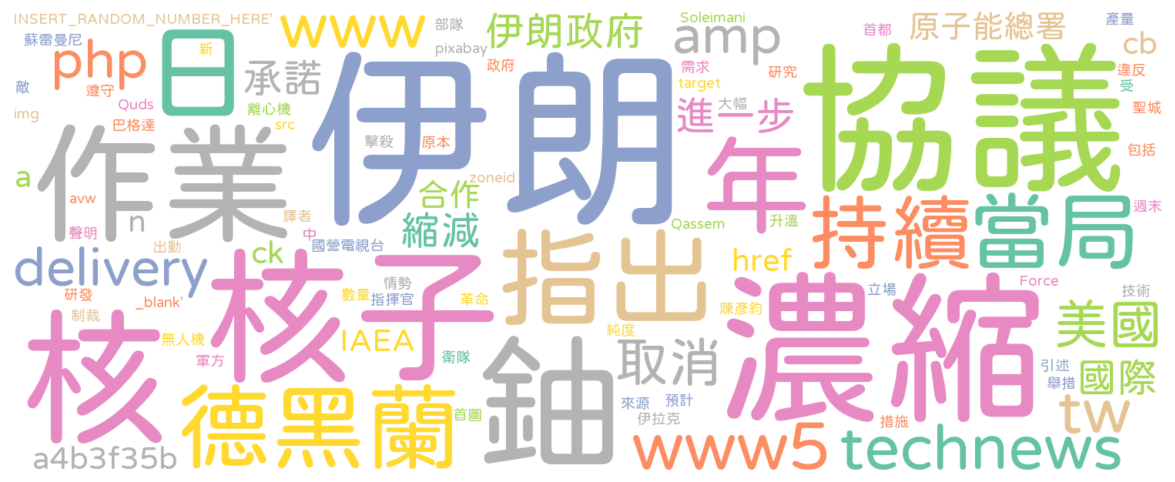 INSERT_RANDOM_NUMBER_HERE'
www
部隊
伊朗政府
Soleimani
amp
首都
原子能總署
產量
cb
蘇雷曼尼
php
日
新
承諾
pixabay
政府
需求
target
研究
違反
受
敵
遵守
img
Quds
巴格達
離心機
src
伊朗
擊殺
原本
大幅
進一步
協議
聖城
包括
作業
a
avw
n
譯者
中
聲明
出動
zoneid
合作
縮減
國營電視台
年
Qassem
升溫
持續
當局
週末
delivery
ck
核子
情勢
指揮官
數量
革命
指出
href
Force
立場
技術
研發
_blank'
制裁
無人機
軍方
IAEA
衛隊
純度
陳彥鈞
濃縮
美國
核
德黑蘭
首圖
鈾
取消
來源
預計
伊拉克
引述
舉措
國際
措施
tw
a4b3f35b
www5
technews